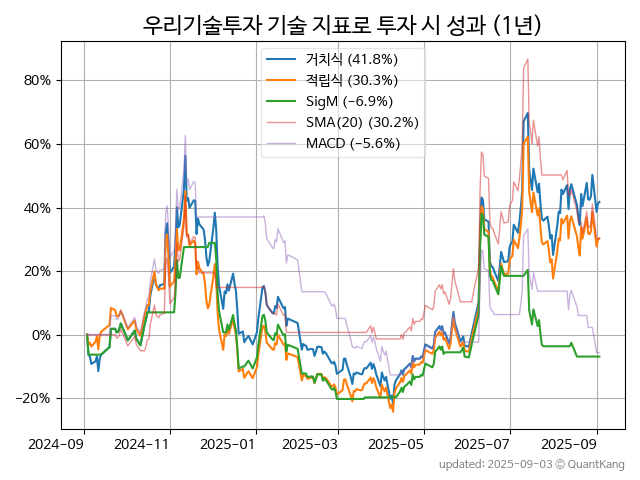 우리기술투자 기술 지표로 투자 시 성과 (1년)
거치식 (41.8%)
적립식 (30.3%)
SigM (−6.9%)
SMA(20) (30.2%)
MACD (−5.6%)
80%
60%
40%
20%
0%
−20%
2024-09 2024-11 2025-01 2025-03 2025-05 2025-07 2025-09
updated: 2025-09-03 © QuantKang